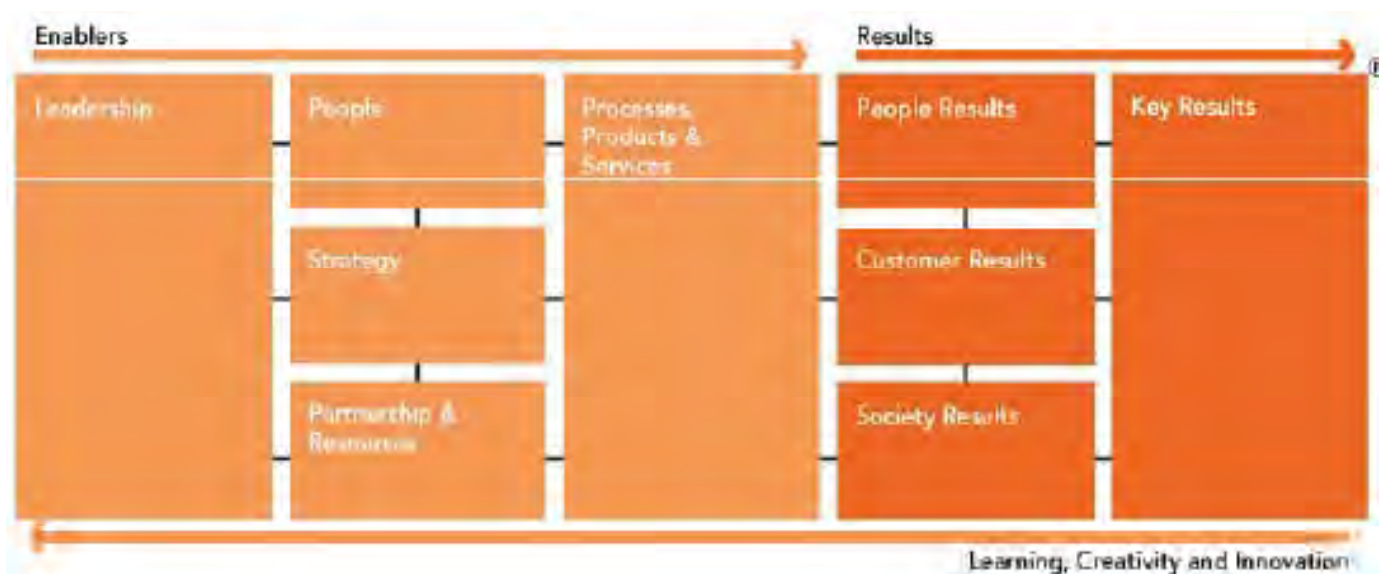 Enablers
Results
Leadership
People
Processes,
Products &
Services
People Results
Key Results
Strategy
Customer Results
Partnership &
Resources
Society Results
Learning, Creativity and Innovation